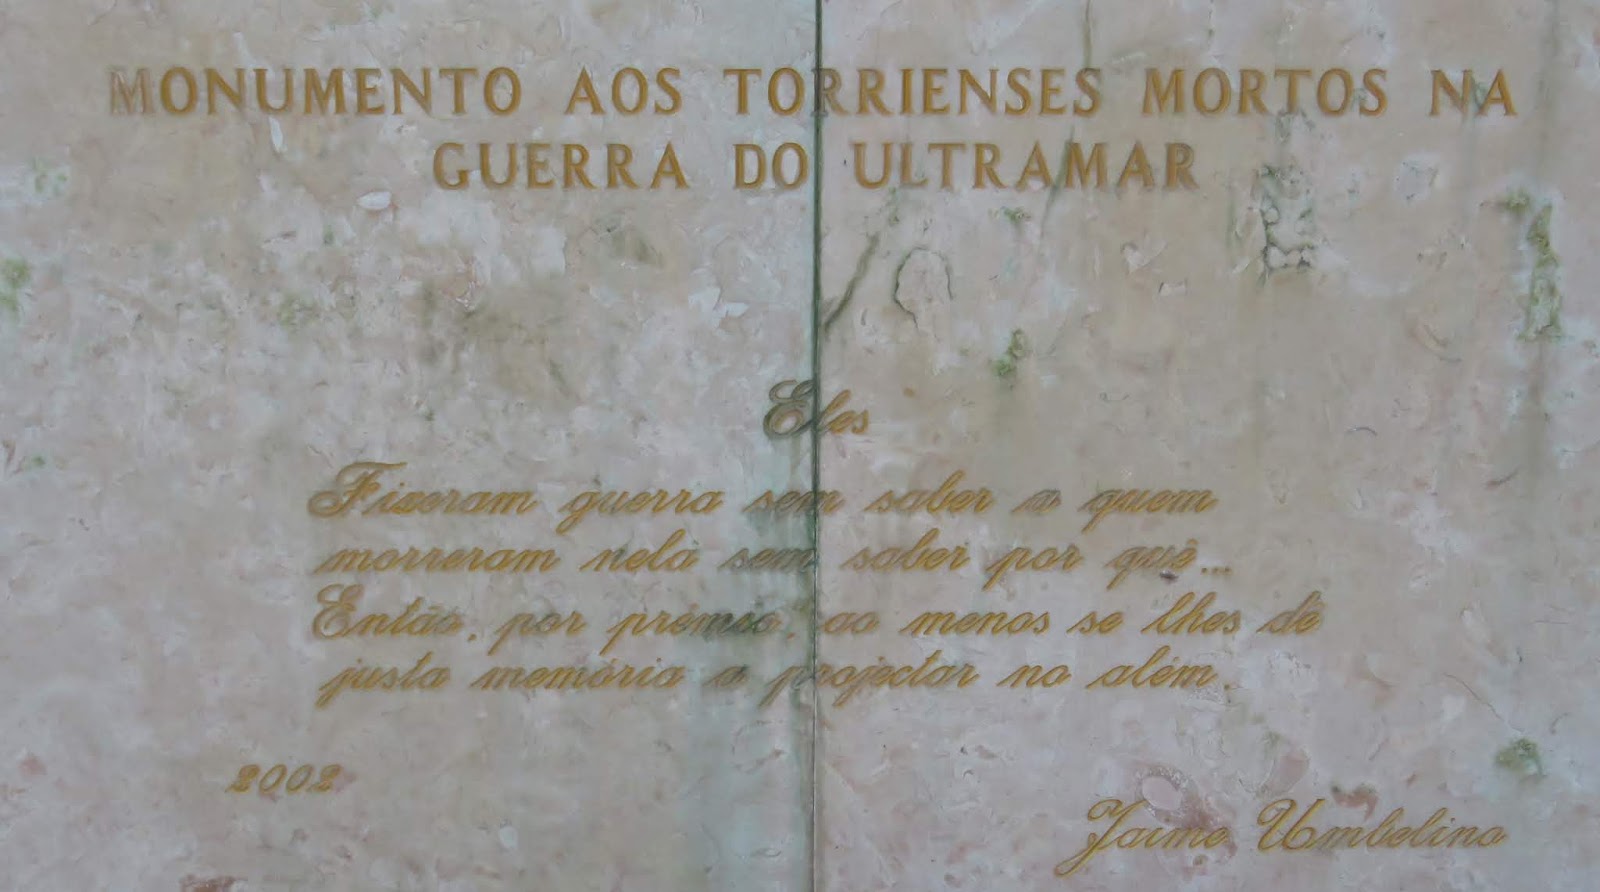 MONUMENTO AOS TORRIENSES MORTOS NA
GUERRA DO ULTRAMAR
Eles
Fizeram guerra sem saber a quem
morreram nela sem saber por quê...
Então, por prémio, ao menos se lhes dê
justa memória a projectar no além.
2002
Jaime Umbelino